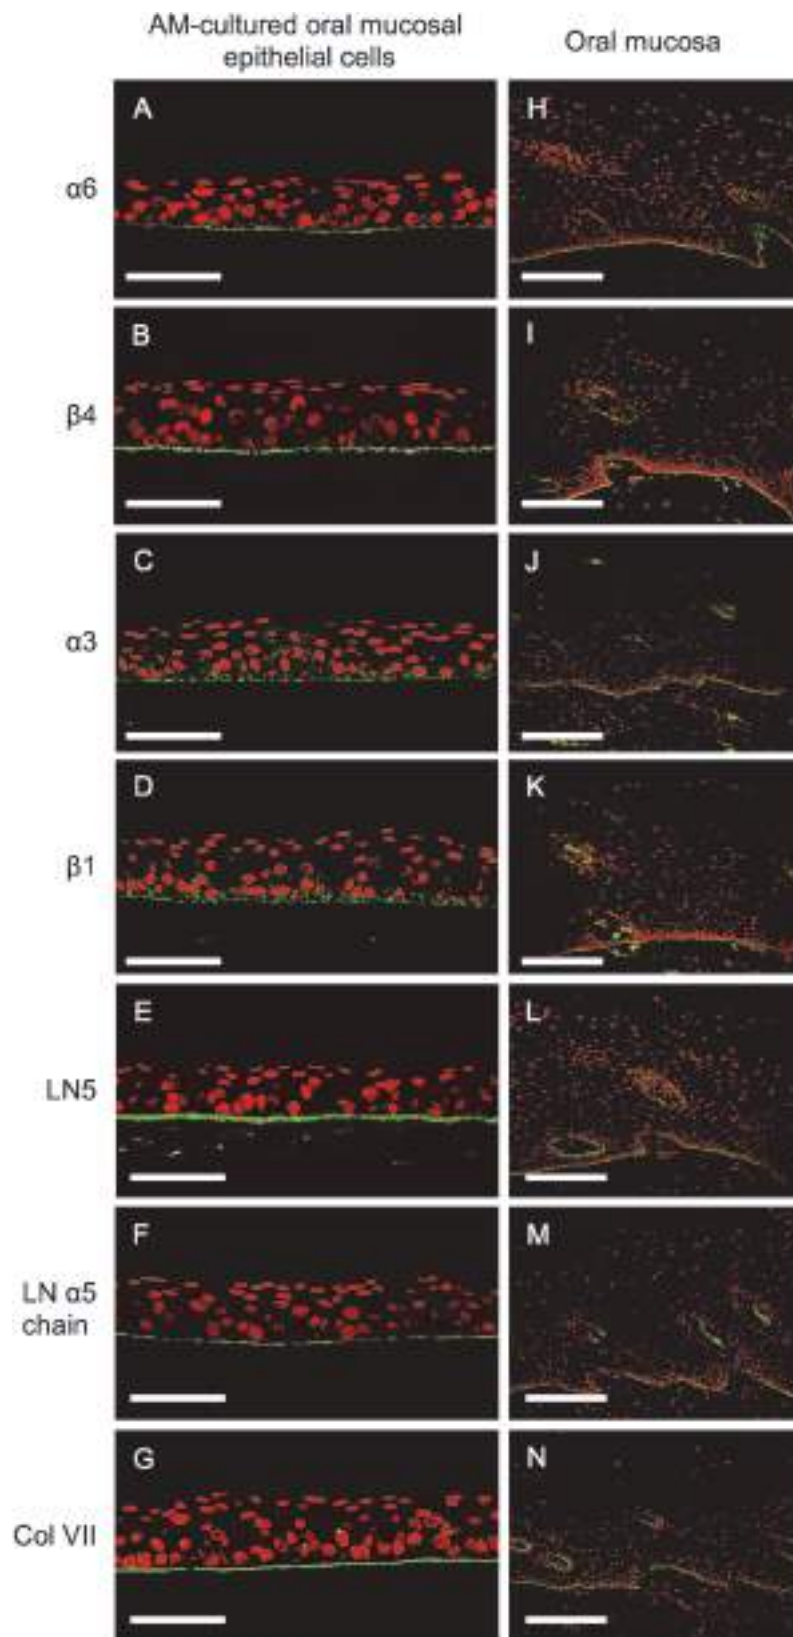 AM-cultured oral mucosal
epithelial cells
Oral mucosa
A
H
α6
B
I
β4
C
J
α3
D
K
β1
E
L
LN5
F
M
LN α5
chain
G
N
Col VII